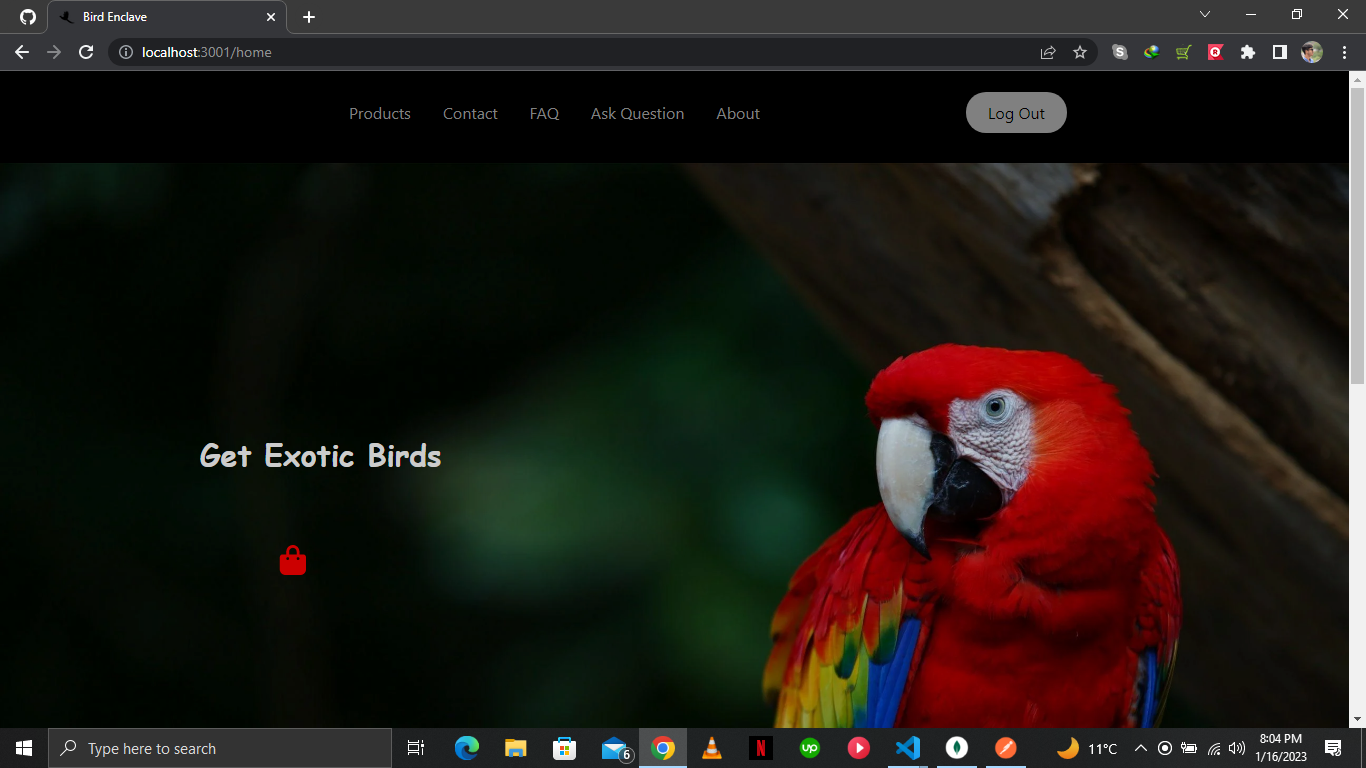 Bird Enclave
localhost:3001/home
Products Contact FAQ Ask Question About Log Out
Get Exotic Birds
Type here to search
6
N
up
11°C
8:04 PM
1/16/2023